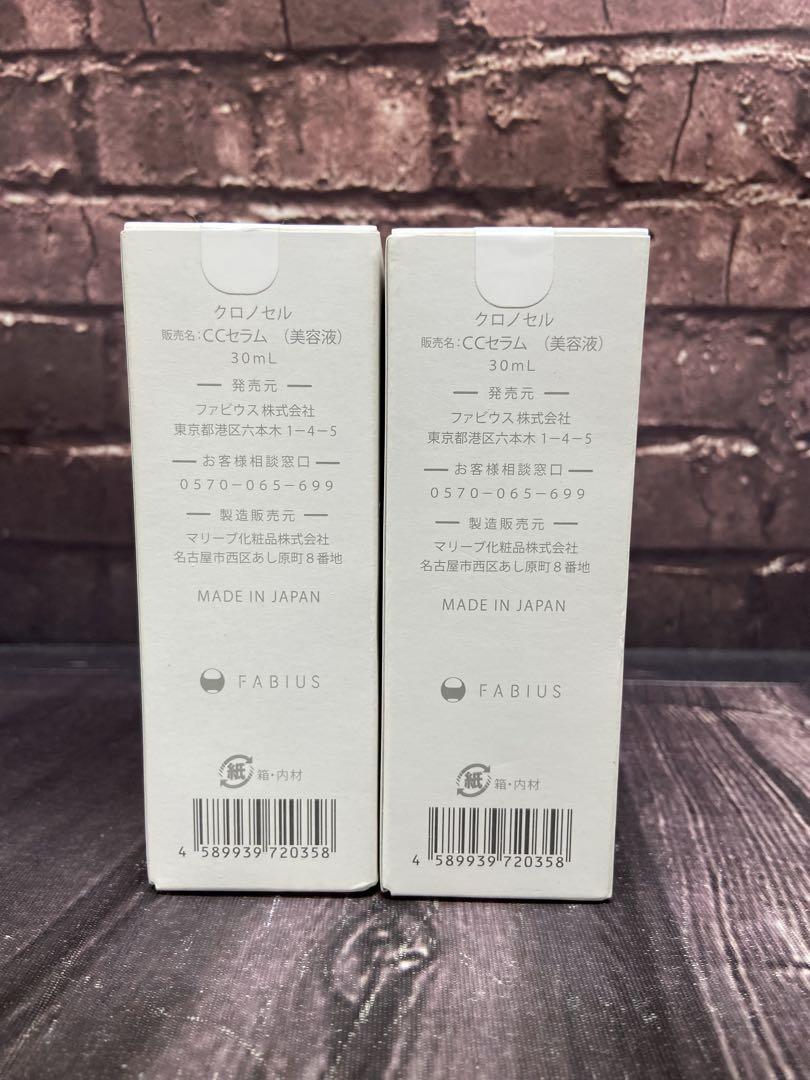 クロノセル
販売名：CCセラム （美容液）
30mL
発売元
ファビウス株式会社
東京都港区六本木 1−4−5
お客様相談窓口
0570−065−699
製造販売元
マリーブ化粧品株式会社
名古屋市西区あし原町８番地
MADE IN JAPAN
FABIUS
紙 箱・内材
4 589939 720358
クロノセル
販売名：CCセラム （美容液）
30mL
発売元
ファビウス株式会社
東京都港区六本木 1−4−5
お客様相談窓口
0570−065−699
製造販売元
マリーブ化粧品株式会社
名古屋市西区あし原町８番地
MADE IN JAPAN
FABIUS
紙 箱・内材
4 589939 720358